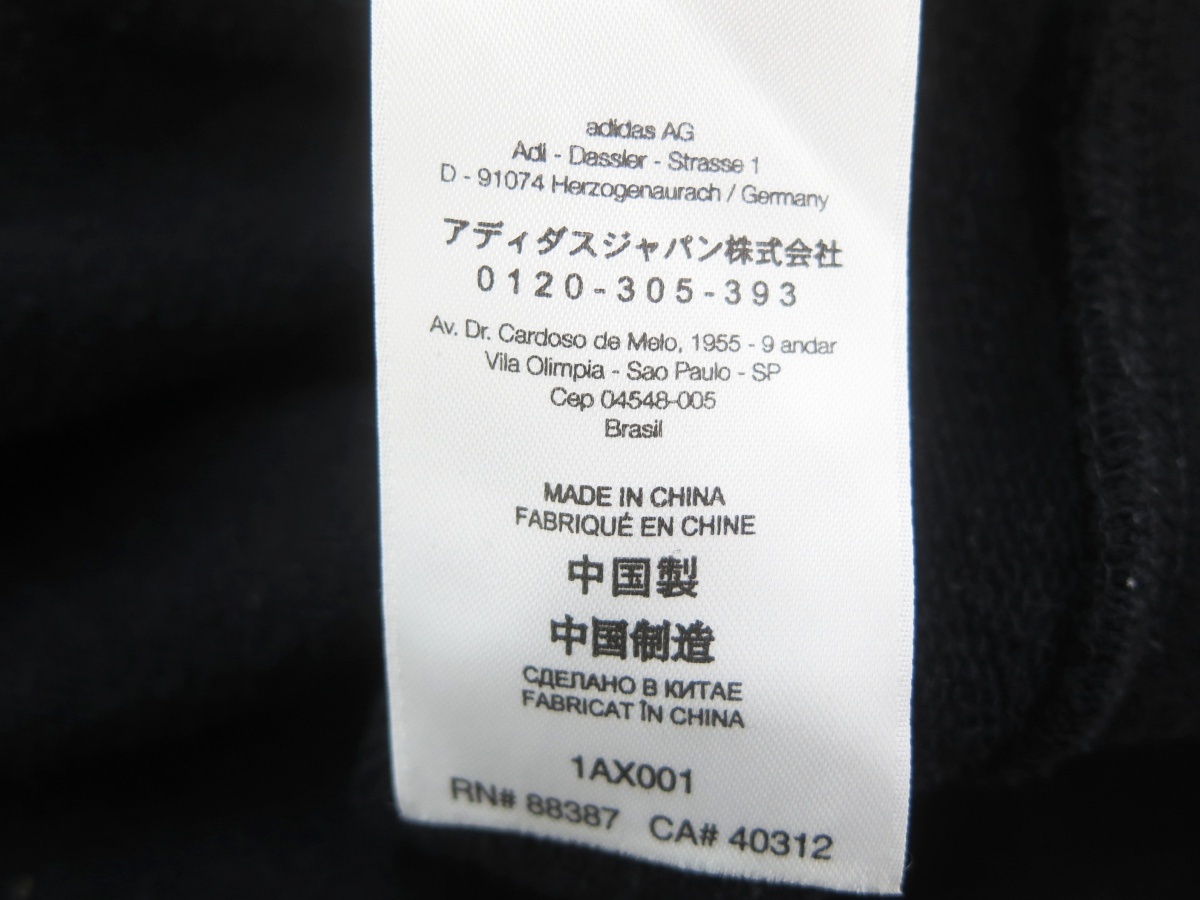 adidas AG
Adi - Dassler - Strasse 1
D - 91074 Herzogenaurach / Germany
アディダスジャパン株式会社
0120-305-393
Av. Dr. Cardoso de Melo, 1955 - 9 andar
Vila Olimpia - Sao Paulo - SP
Cep 04548-005
Brasil
MADE IN CHINA
FABRIQUÉ EN CHINE
中国製
中国制造
СДЕЛАНО В КИТАЕ
FABRICAT ÎN CHINA
1AX001
RN# 88387 CA# 40312